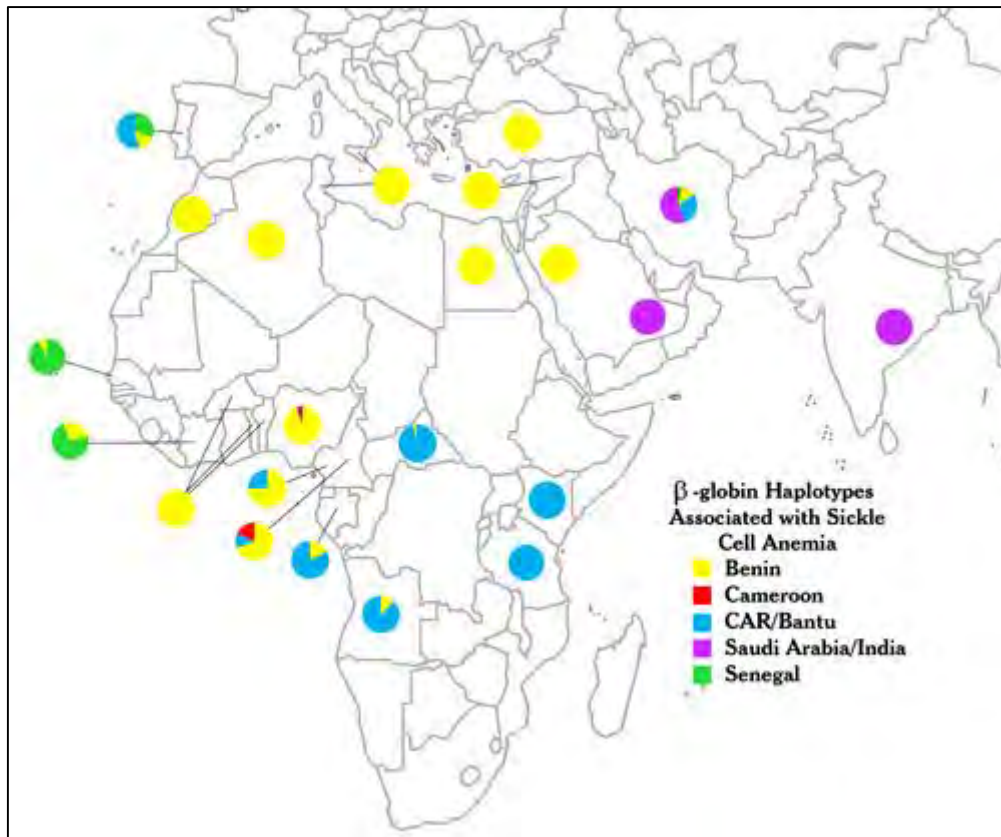 β-globin Haplotypes
Associated with Sickle
Cell Anemia
Benin
Cameroon
CAR/Bantu
Saudi Arabia/India
Senegal